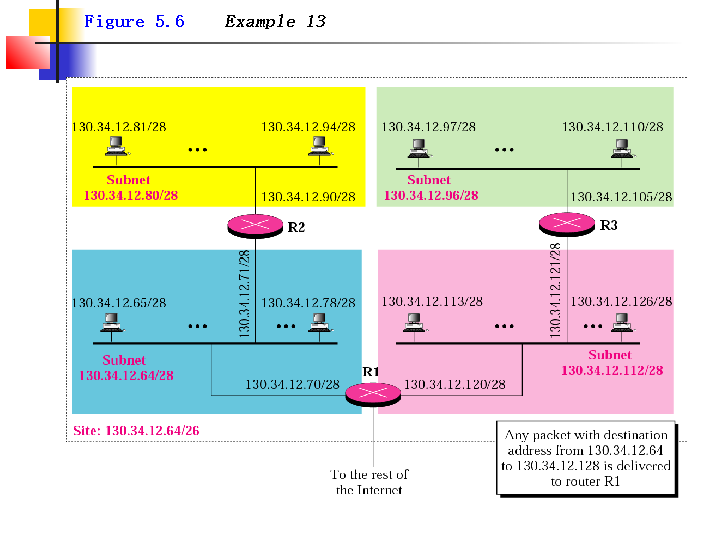 Figure 5.6 Example 13
130.34.12.81/28
130.34.12.94/28
Subnet
130.34.12.80/28
130.34.12.90/28
R2
130.34.12.97/28
130.34.12.110/28
Subnet
130.34.12.96/28
130.34.12.105/28
R3
130.34.12.71/28
130.34.12.65/28
130.34.12.78/28
Subnet
130.34.12.64/28
130.34.12.70/28
130.34.12.121/28
130.34.12.113/28
130.34.12.126/28
Subnet
130.34.12.112/28
R1
130.34.12.120/28
Site: 130.34.12.64/26
To the rest of
the Internet
Any packet with destination
address from 130.34.12.64
to 130.34.12.128 is delivered
to router R1